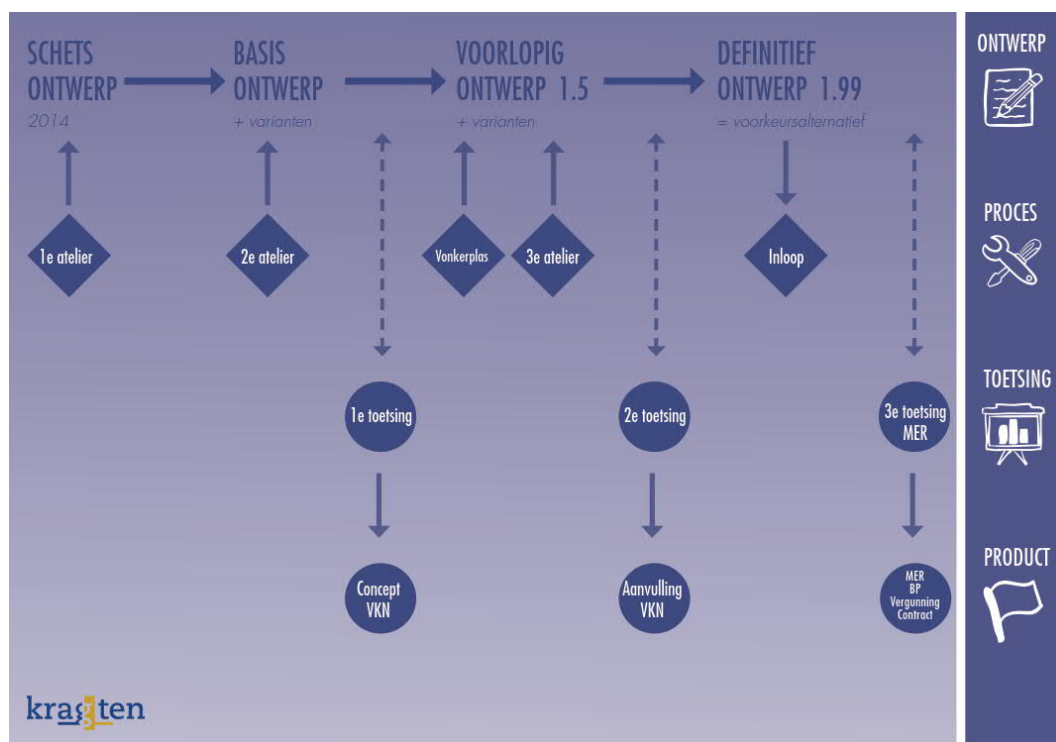 SCHETS
ONTWERP
2014
BASIS
ONTWERP
+ varianten
VOORLOPIG
ONTWERP 1.5
+ varianten
DEFINITIEF
ONTWERP 1.99
= voorkeursalternatief
ONTWERP
1e atelier
2e atelier
Vonkerplas
3e atelier
Inloop
PROCES
1e toetsing
2e toetsing
3e toetsing
MER
TOETSING
Concept
VKN
Aanvulling
VKN
MER
BP
Vergunning
Contract
PRODUCT
kragten